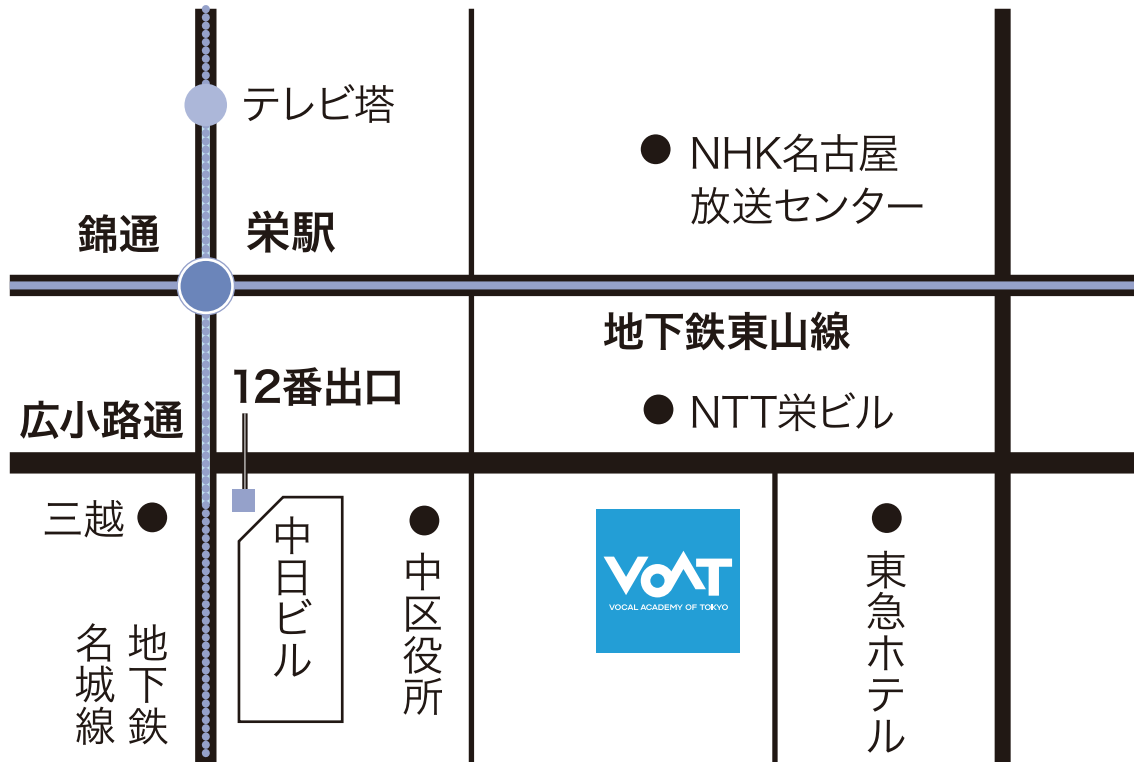 テレビ塔
NHK名古屋
放送センター
錦通
栄駅
地下鉄東山線
12番出口
広小路通
NTT栄ビル
三越
中日ビル
中区役所
VOAT
VOCAL ACADEMY OF TOKYO
東急ホテル
地下鉄
名城線